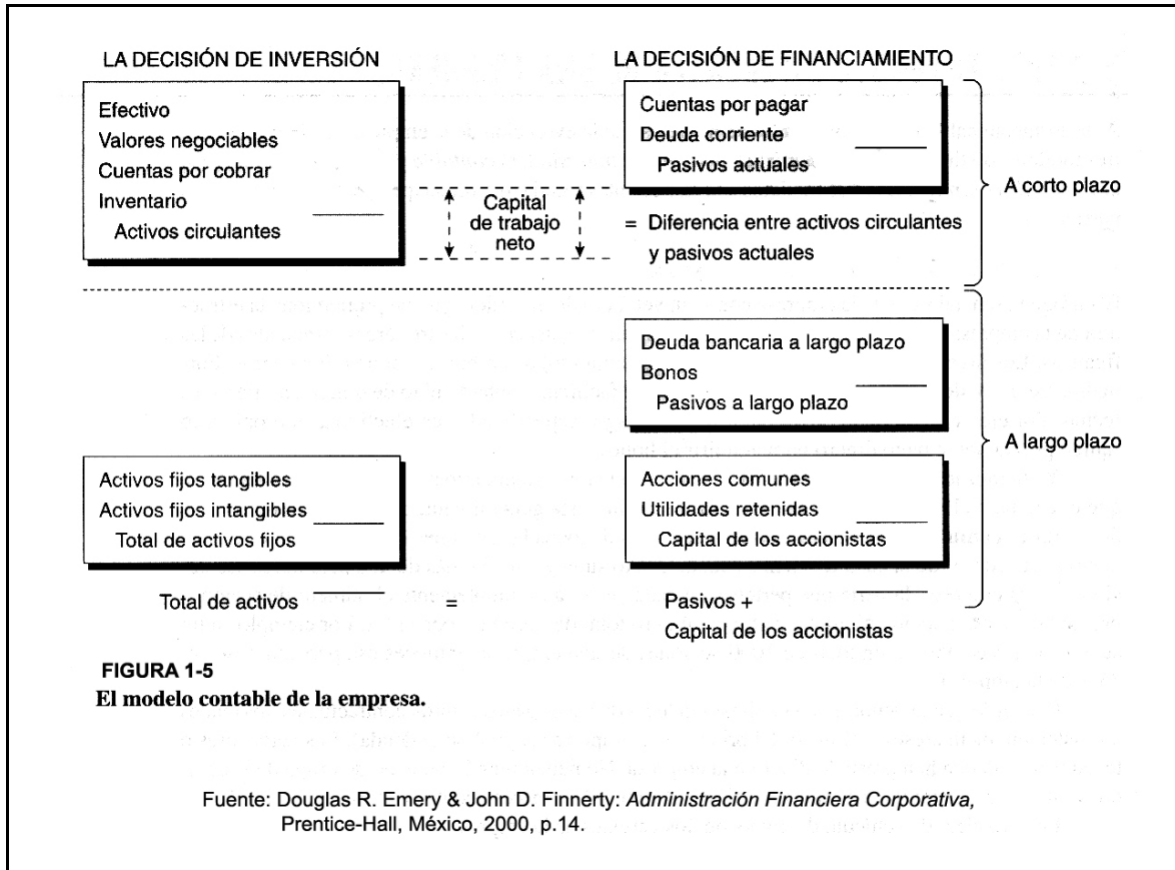 LA DECISIÓN DE INVERSIÓN
Efectivo
Valores negociables
Cuentas por cobrar
Inventario
Activos circulantes
Capital
de trabajo
neto
LA DECISIÓN DE FINANCIAMIENTO
Cuentas por pagar
Deuda corriente
Pasivos actuales
= Diferencia entre activos circulantes
y pasivos actuales
A corto plazo
Deuda bancaria a largo plazo
Bonos
Pasivos a largo plazo
A largo plazo
Activos fijos tangibles
Activos fijos intangibles
Total de activos fijos
Acciones comunes
Utilidades retenidas
Capital de los accionistas
Total de activos = Pasivos +
Capital de los accionistas
FIGURA 1-5
El modelo contable de la empresa.
Fuente: Douglas R. Emery & John D. Finnerty: Administración Financiera Corporativa,
Prentice-Hall, México, 2000, p.14.